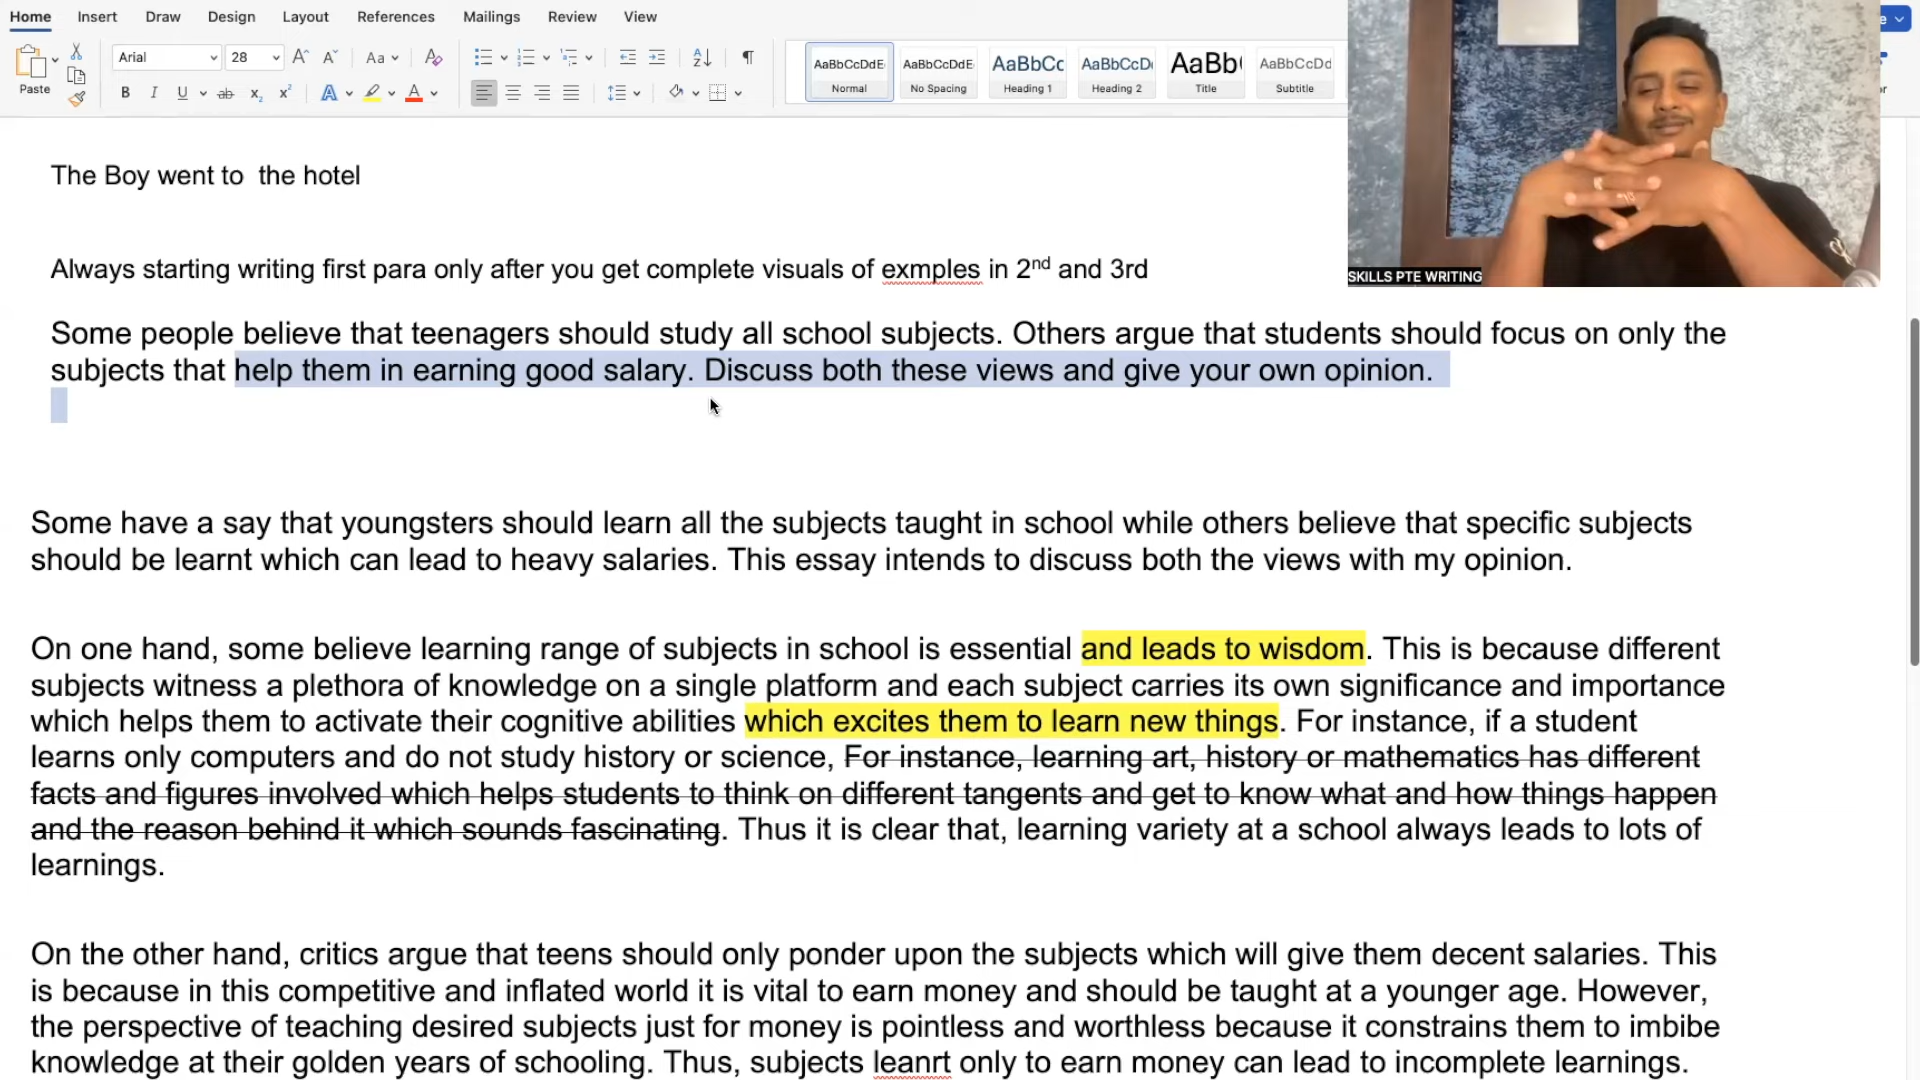 Home Insert Draw Design Layout References Mailings Review View
Paste Arial 28 Aa AaBbCcDdE AaBbCcDdE AaBbCc AaBbCcD AaBb AaBbCcDd
B I U ab x₂ x² A A Normal No Spacing Heading 1 Heading 2 Title Subtitle
The Boy went to the hotel
Always starting writing first para only after you get complete visuals of exmples in 2nd and 3rd
SKILLS PTE WRITING
Some people believe that teenagers should study all school subjects. Others argue that students should focus on only the
subjects that help them in earning good salary. Discuss both these views and give your own opinion.
Some have a say that youngsters should learn all the subjects taught in school while others believe that specific subjects
should be learnt which can lead to heavy salaries. This essay intends to discuss both the views with my opinion.
On one hand, some believe learning range of subjects in school is essential and leads to wisdom. This is because different
subjects witness a plethora of knowledge on a single platform and each subject carries its own significance and importance
which helps them to activate their cognitive abilities which excites them to learn new things. For instance, if a student
learns only computers and do not study history or science, For instance, learning art, history or mathematics has different
facts and figures involved which helps students to think on different tangents and get to know what and how things happen
and the reason behind it which sounds fascinating. Thus it is clear that, learning variety at a school always leads to lots of
learnings.
On the other hand, critics argue that teens should only ponder upon the subjects which will give them decent salaries. This
is because in this competitive and inflated world it is vital to earn money and should be taught at a younger age. However,
the perspective of teaching desired subjects just for money is pointless and worthless because it constrains them to imbibe
knowledge at their golden years of schooling. Thus, subjects leanrt only to earn money can lead to incomplete learnings.